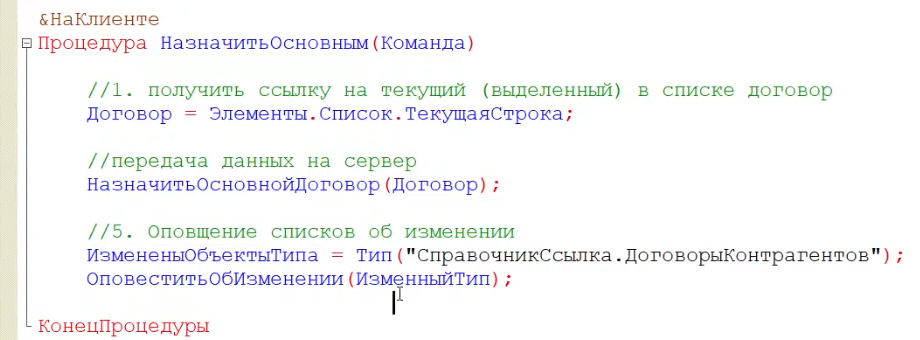 &НаКлиенте
Процедура НазначитьОсновным(Команда)
//1. получить ссылку на текущий (выделенный) в списке договор
Договор = Элементы.Список.ТекущаяСтрока;
//передача данных на сервер
НазначитьОсновнойДоговор(Договор);
//5. Оповщение списков об изменении
ИзмененыОбъектыТипа = Тип("СправочникСсылка.ДоговорыКонтрагентов");
ОповеститьОбИзменении(ИзменныйТип);
КонецПроцедуры